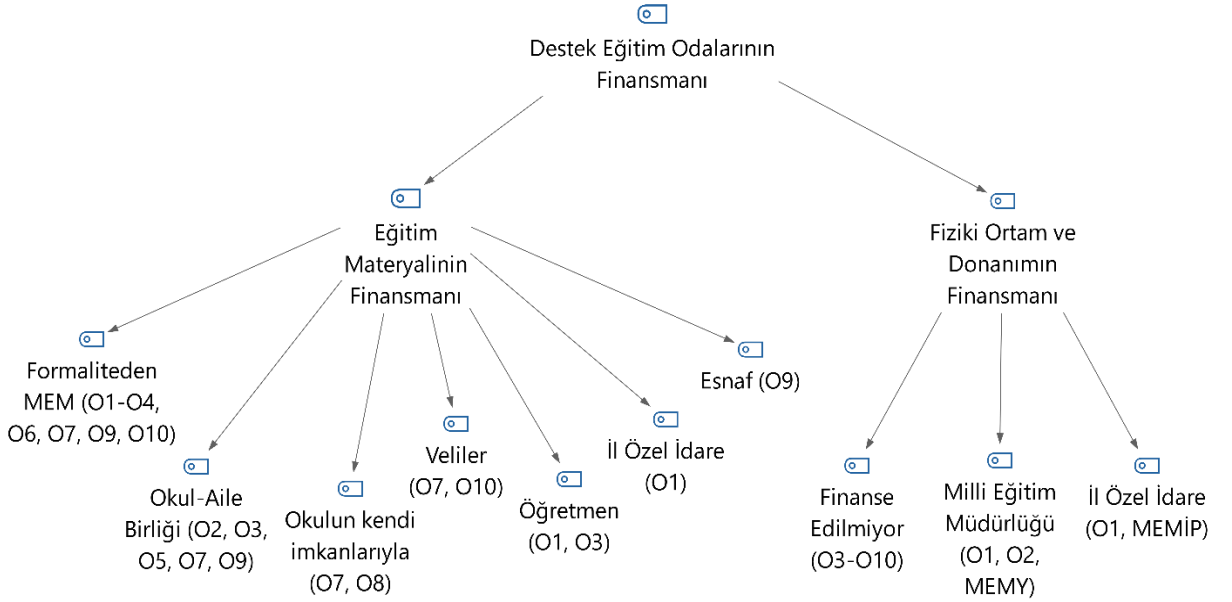 Destek Eğitim Odalarının
Finansmanı
Eğitim
Materyalinin
Finansmanı
Fiziki Ortam ve
Donanımın
Finansmanı
Formaliteden
MEM (O1-O4,
O6, O7, O9, O10)
Okul-Aile
Birliği (O2, O3,
O5, O7, O9)
Okulun kendi
imkanlarıyla
(O7, O8)
Veliler
(O7, O10)
Öğretmen
(O1, O3)
İl Özel İdare
(O1)
Esnaf (O9)
Finanse
Edilmiyor
(O3-O10)
Milli Eğitim
Müdürlüğü
(O1, O2,
MEMY)
İl Özel İdare
(O1, MEMİP)